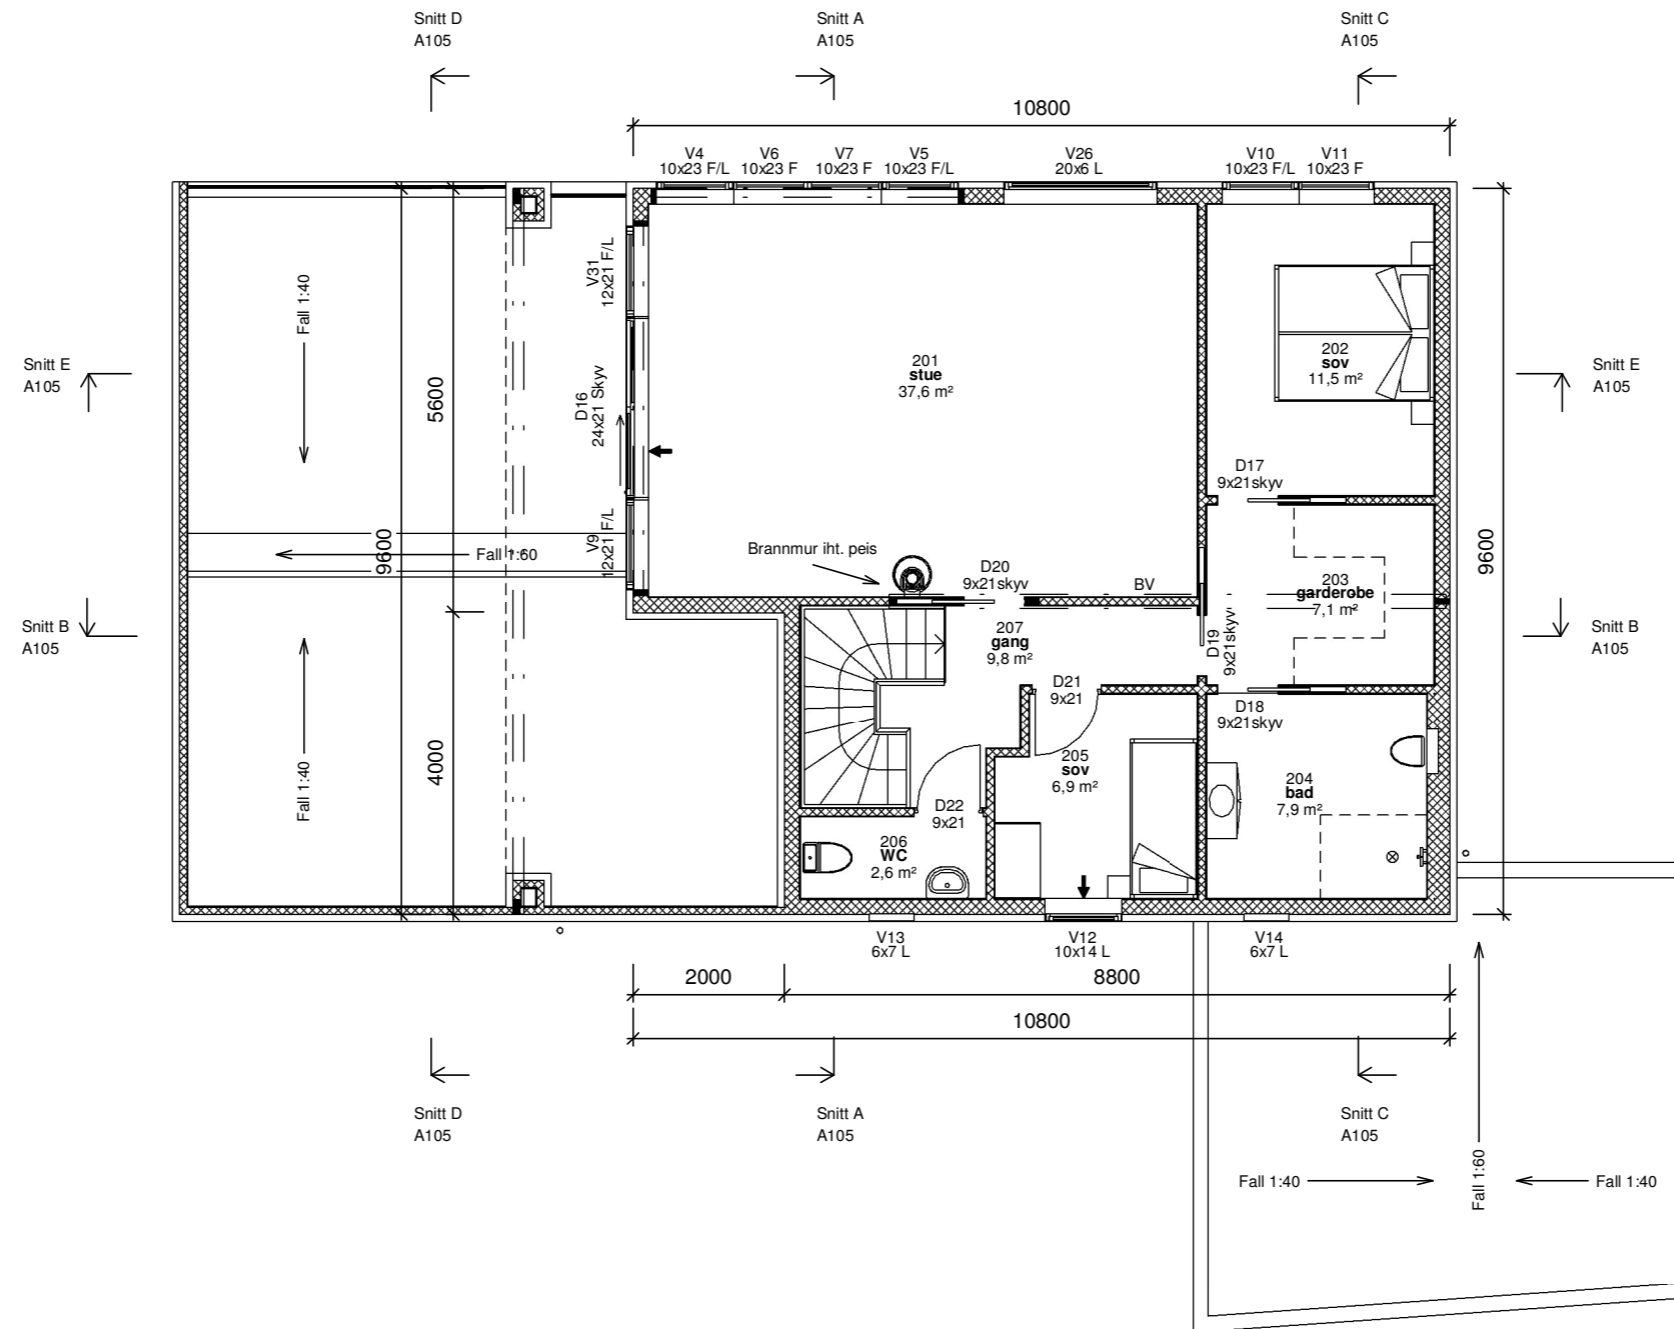 Snitt D
A105
Snitt A
A105
Snitt C
A105
10800
V4
10x23 F/L
V6
10x23 F
V7
10x23 F
V5
10x23 F/L
V26
20x6 L
V10
10x23 F/L
V11
10x23 F
V31
12x21 F/L
Fall 1:40
Snitt E
A105
5600
D16
24x21 Skyv
201
stue
37,6 m²
202
sov
11,5 m²
Snitt E
A105
D17
9x21skyv
9600
Fall 1:60
V9
12x21 F/L
Brannmur iht. peis
D20
9x21skyv
BV
203
garderobe
7,1 m²
9600
Snitt B
A105
207
gang
9,8 m²
D19
9x21skyv
Snitt B
A105
D21
9x21
D18
9x21skyv
4000
Fall 1:40
205
sov
6,9 m²
204
bad
7,9 m²
D22
9x21
206
WC
2,6 m²
V13
6x7 L
V12
10x14 L
V14
6x7 L
2000
8800
10800
Snitt D
A105
Snitt A
A105
Snitt C
A105
Fall 1:40
Fall 1:60
Fall 1:40